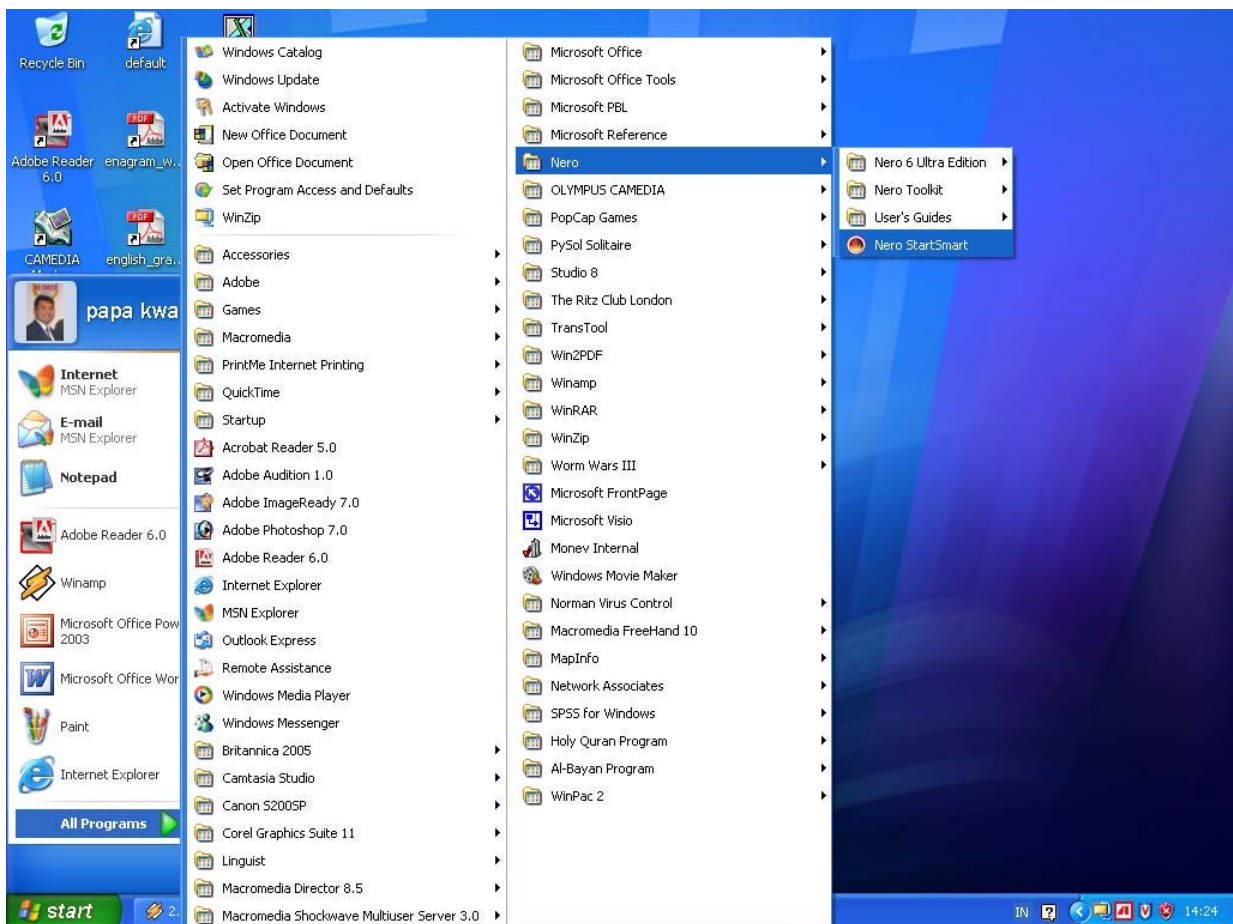 Recycle Bin
default
Adobe Reader 6.0
enagram_w...
CAMEDIA
english_gra...
papa kwa
Internet
MSN Explorer
E-mail
MSN Explorer
Notepad
Adobe Reader 6.0
Winamp
Microsoft Office Pow
2003
Microsoft Office Wor
Paint
Internet Explorer
All Programs
start
2.
Windows Catalog
Windows Update
Activate Windows
New Office Document
Open Office Document
Set Program Access and Defaults
WinZip
Accessories
Adobe
Games
Macromedia
PrintMe Internet Printing
QuickTime
Startup
Acrobat Reader 5.0
Adobe Audition 1.0
Adobe ImageReady 7.0
Adobe Photoshop 7.0
Adobe Reader 6.0
Internet Explorer
MSN Explorer
Outlook Express
Remote Assistance
Windows Media Player
Windows Messenger
Britannica 2005
Camtasia Studio
Canon S200SP
Corel Graphics Suite 11
Linguist
Macromedia Director 8.5
Macromedia Shockwave Multiuser Server 3.0
Microsoft Office
Microsoft Office Tools
Microsoft PBL
Microsoft Reference
Nero
OLYMPUS CAMEDIA
PopCap Games
PySol Solitaire
Studio 8
The Ritz Club London
TransTool
Win2PDF
Winamp
WinRAR
WinZip
Worm Wars III
Microsoft FrontPage
Microsoft Visio
Monev Internal
Windows Movie Maker
Norman Virus Control
Macromedia FreeHand 10
MapInfo
Network Associates
SPSS for Windows
Holy Quran Program
Al-Bayan Program
WinPac 2
Nero 6 Ultra Edition
Nero Toolkit
User's Guides
Nero StartSmart
IN
14:24